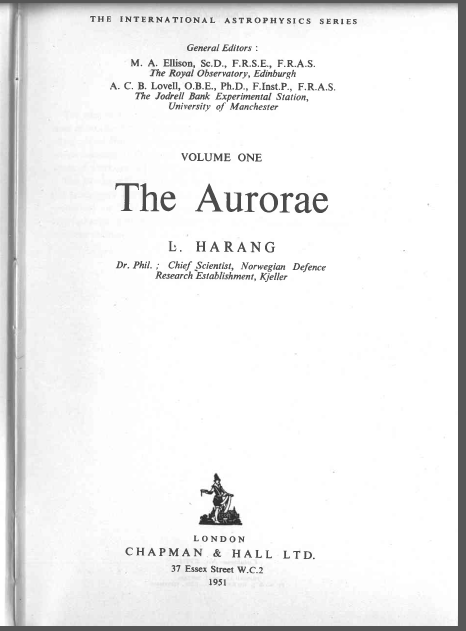 THE INTERNATIONAL ASTROPHYSICS SERIES
General Editors :
M. A. Ellison, Sc.D., F.R.S.E., F.R.A.S.
The Royal Observatory, Edinburgh
A. C. B. Lovell, O.B.E., Ph.D., F.Inst.P., F.R.A.S.
The Jodrell Bank Experimental Station,
University of Manchester
VOLUME ONE
The Aurorae
L. HARANG
Dr. Phil. ; Chief Scientist, Norwegian Defence
Research Establishment, Kjeller
LONDON
CHAPMAN & HALL LTD.
37 Essex Street W.C.2
1951